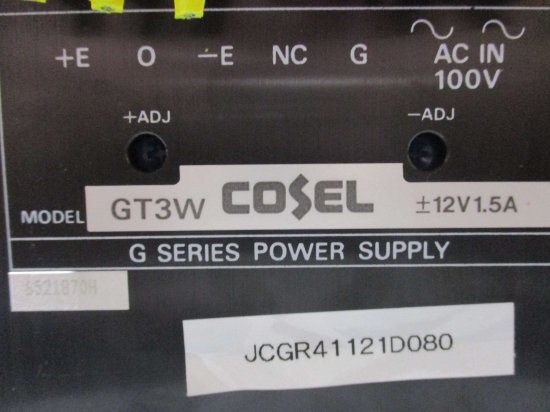 +E O −E NC G AC IN
100V
+ADJ −ADJ
MODEL GT3W COSEL ±12V1.5A
G SERIES POWER SUPPLY
JCGR41121D080